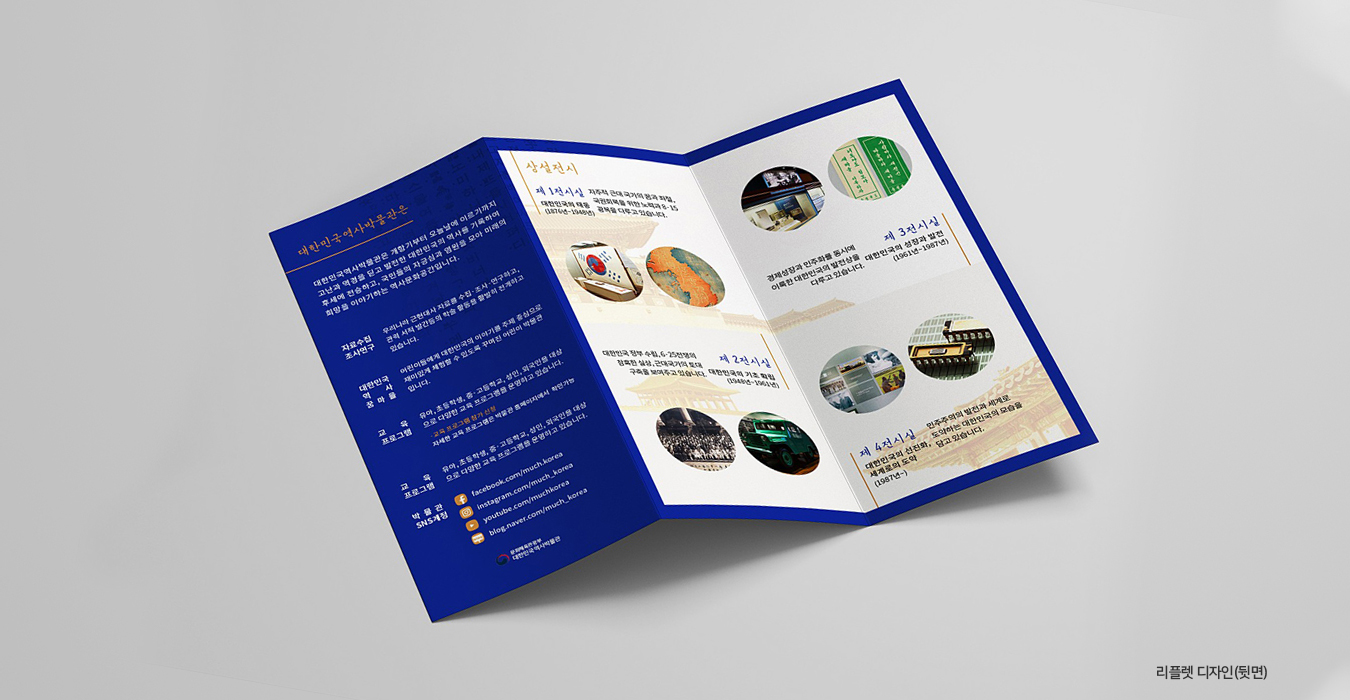 대한민국역사박물관은
대한민국역사박물관은 개항기부터 오늘날에 이르기까지
고난과 역경을 딛고 발전한 대한민국의 역사를 기록하여
후세에 전승하고, 국민들의 자긍심과 염원을 모아 미래의
희망을 이야기하는 역사문화공간입니다.
자료수집
조사연구
우리나라 근현대사 자료를 수집·조사·연구하고,
관련 서적 발간등의 학술 활동을 활발히 전개하고
있습니다.
대한민국
역 사
꿈 마 을
어린이들에게 대한민국의 이야기를 주제 중심으로
재미있게 체험할 수 있도록 꾸며진 어린이 박물관
입니다.
교 육
프로그램
유아, 초등학생, 중·고등학교, 성인, 외국인을 대상
으로 다양한 교육 프로그램을 운영하고 있습니다.
·교육 프로그램 참가 신청
자세한 교육 프로그램은 박물관 홈페이지에서 확인가능
교 육
프로그램
유아, 초등학생, 중·고등학교, 성인, 외국인을 대상
으로 다양한 교육 프로그램을 운영하고 있습니다.
박 물 관
SNS계정
facebook.com/much.korea
instagram.com/much_korea
youtube.com/muchkorea
blog.naver.com/much_korea
문화체육관광부
대한민국역사박물관
상설전시
제 1전시실
대한민국의 태동
(1876년~1948년)
자주적 근대 국가의 꿈과 좌절,
국권회복을 위한 노력과 8·15
광복을 다루고 있습니다.
대한민국 정부 수립, 6·25전쟁의
참혹한 실상, 근대국가의 토대
구축을 보여주고 있습니다.
제 2전시실
대한민국의 기초 확립
(1948년~1961년)
제 3전시실
대한민국의 성장과 발전
(1961년~1987년)
경제성장과 민주화를 동시에
이룩한 대한민국의 발전상을
다루고 있습니다.
제 4전시실
대한민국의 선진화,
세계로의 도약
(1987년~)
민주주의의 발전과 세계로
도약하는 대한민국의 모습을
담고 있습니다.
리플렛 디자인(뒷면)